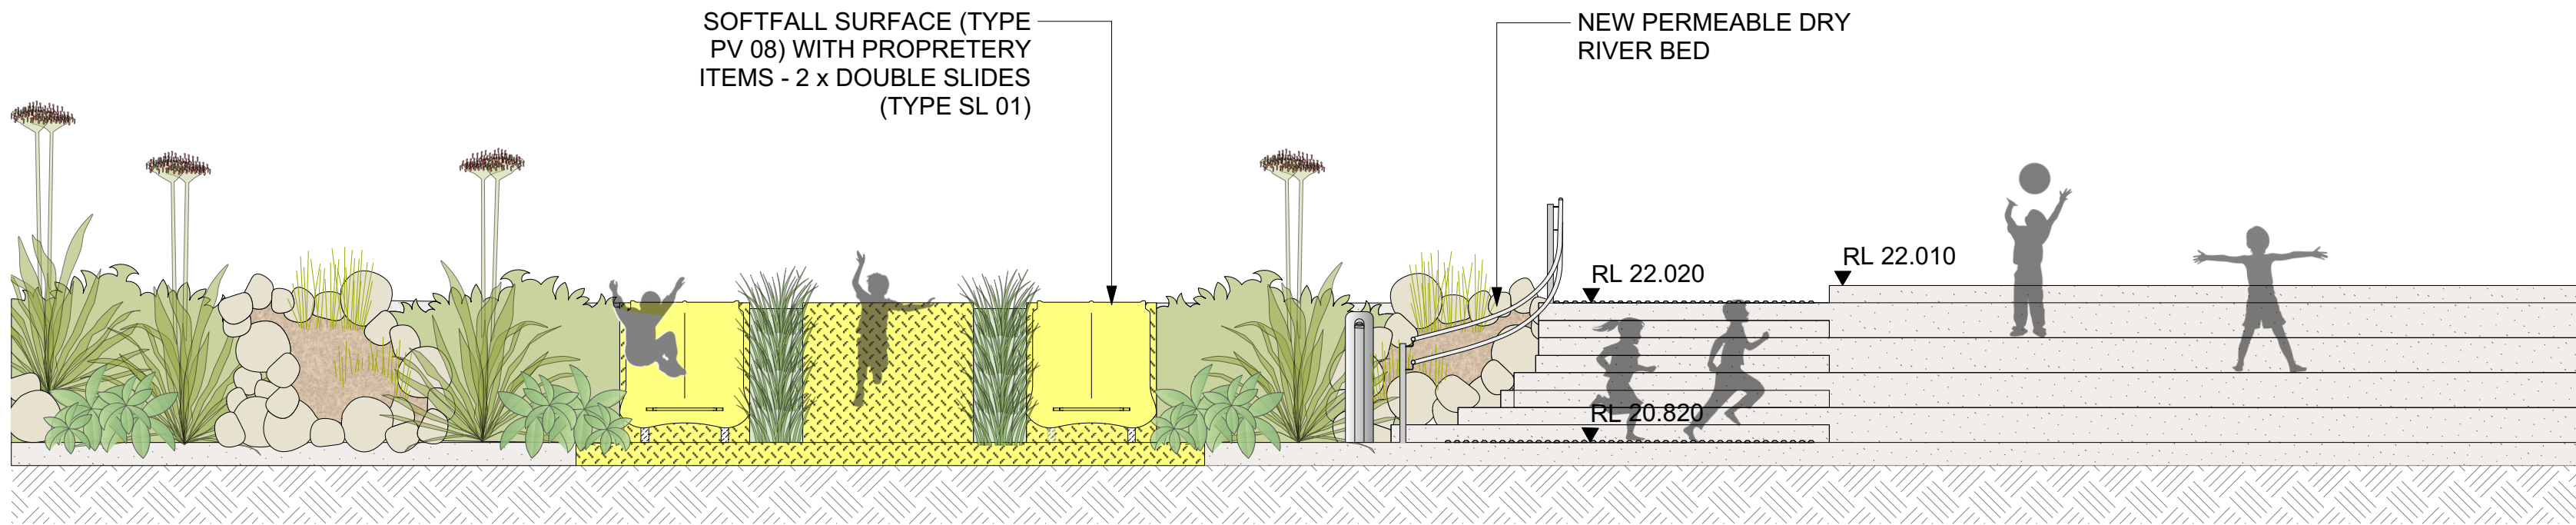 SOFTFALL SURFACE (TYPE
PV 08) WITH PROPRETERY
ITEMS - 2 x DOUBLE SLIDES
(TYPE SL 01)
NEW PERMEABLE DRY
RIVER BED
RL 22.020
RL 22.010
RL 20.820